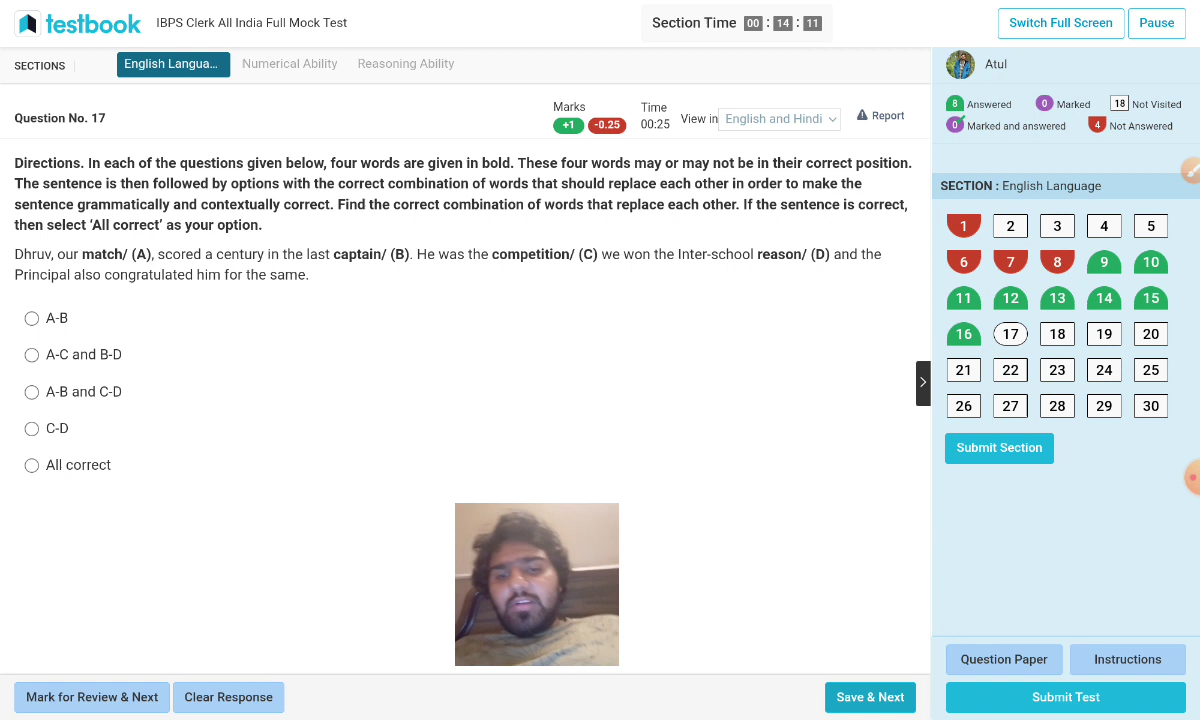 testbook IBPS Clerk All India Full Mock Test Section Time 00 : 14 : 11 Switch Full Screen Pause
SECTIONS English Langua... Numerical Ability Reasoning Ability
Atul
8 Answered 0 Marked 18 Not Visited
0 Marked and answered 4 Not Answered
Question No. 17
Marks
+1 -0.25
Time
00:25
View in English and Hindi
Report
Directions. In each of the questions given below, four words are given in bold. These four words may or may not be in their correct position.
The sentence is then followed by options with the correct combination of words that should replace each other in order to make the
sentence grammatically and contextually correct. Find the correct combination of words that replace each other. If the sentence is correct,
then select ‘All correct’ as your option.
Dhruv, our match/ (A), scored a century in the last captain/ (B). He was the competition/ (C) we won the Inter-school reason/ (D) and the
Principal also congratulated him for the same.
A-B
A-C and B-D
A-B and C-D
C-D
All correct
SECTION : English Language
1 2 3 4 5
6 7 8 9 10
11 12 13 14 15
16 17 18 19 20
21 22 23 24 25
26 27 28 29 30
Submit Section
Question Paper Instructions
Mark for Review & Next Clear Response Save & Next Submit Test